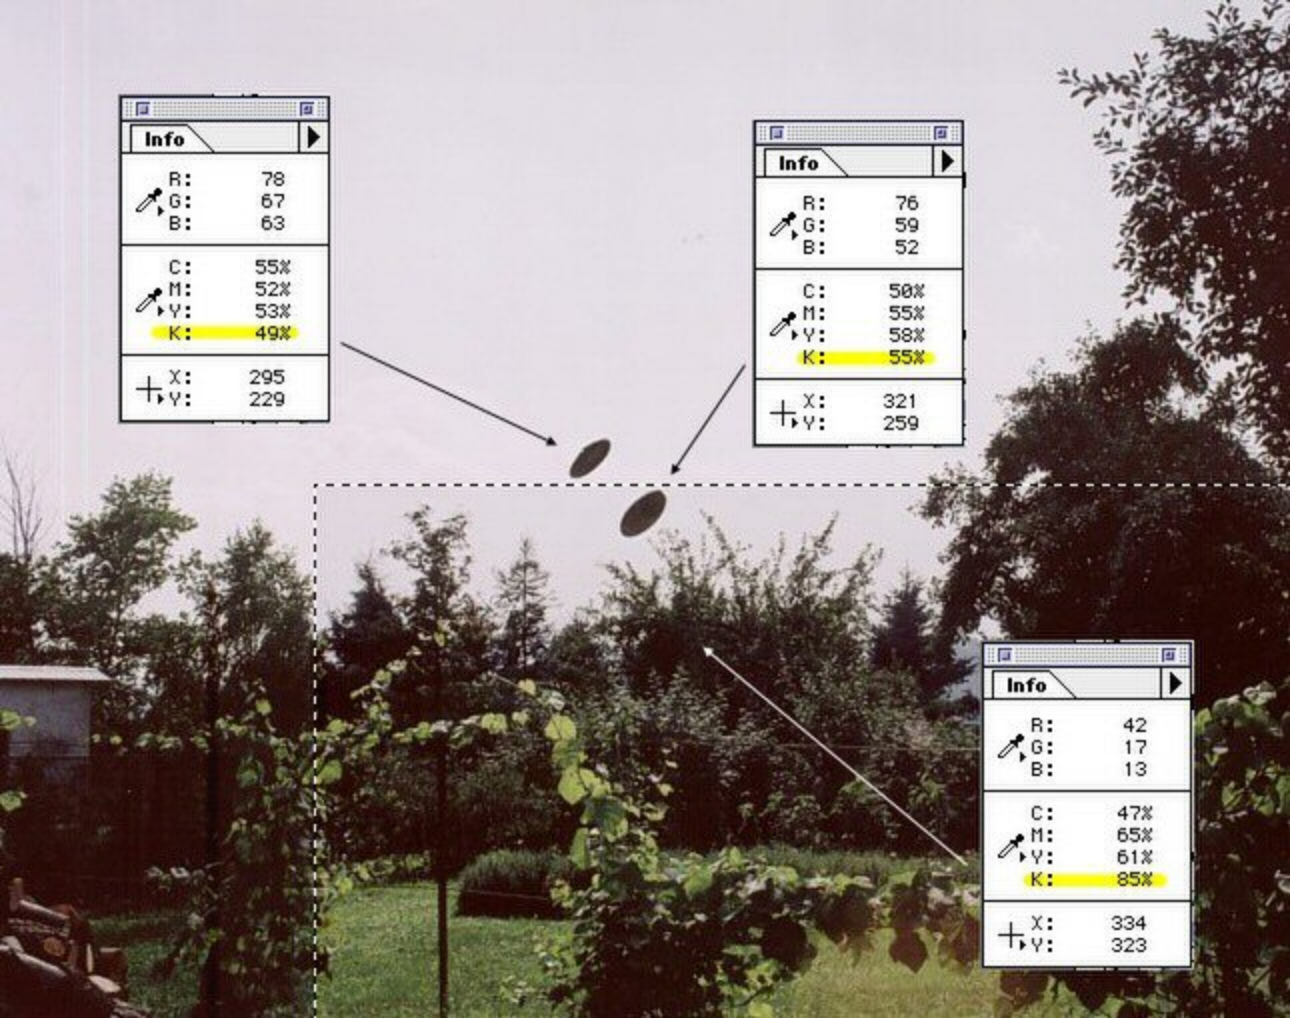 Info
R: 78
G: 67
B: 63
C: 55%
M: 52%
Y: 53%
K: 49%
X: 295
Y: 229
Info
R: 76
G: 59
B: 52
C: 50%
M: 55%
Y: 58%
K: 55%
X: 321
Y: 259
Info
R: 42
G: 17
B: 13
C: 47%
M: 65%
Y: 61%
K: 85%
X: 334
Y: 323